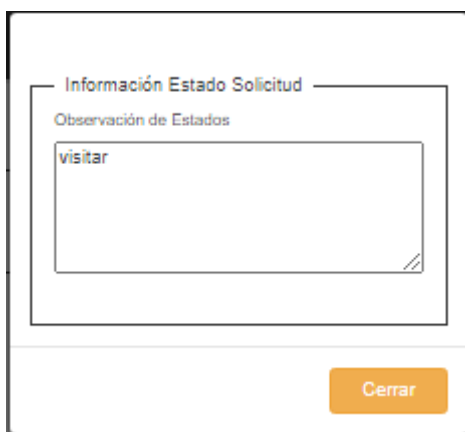 Información Estado Solicitud
Observación de Estados
visitar
Cerrar